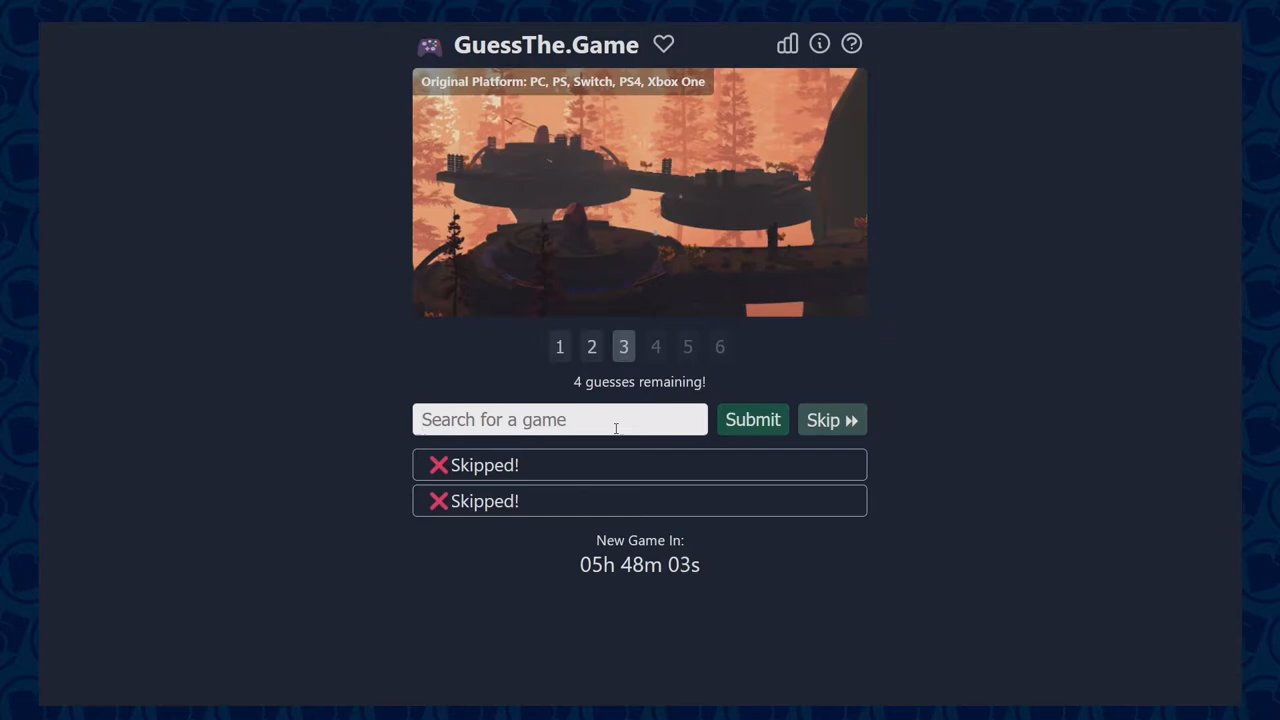 GuessThe.Game
Original Platform: PC, PS, Switch, PS4, Xbox One
1 2 3 4 5 6
4 guesses remaining!
Search for a game Submit Skip
❌Skipped!
❌Skipped!
New Game In:
05h 48m 03s